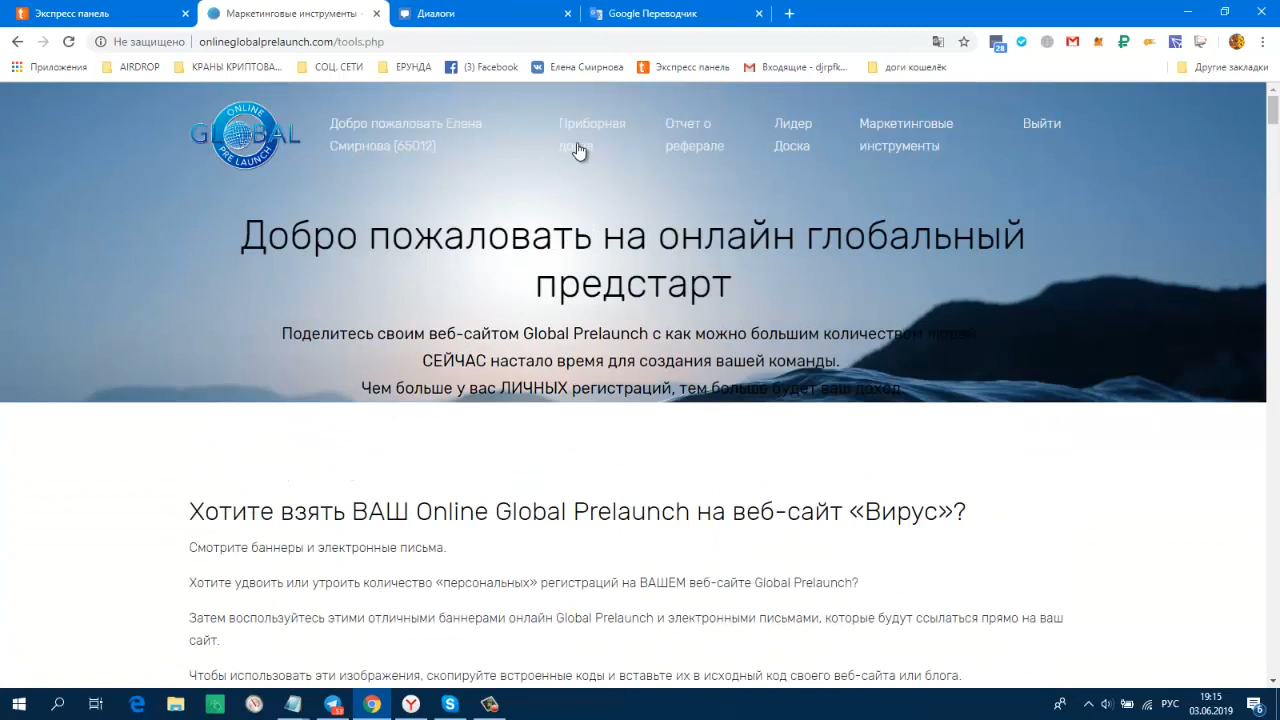 Экспресс панель
Маркетинговые инструменты
Диалоги
Google Переводчик
Не защищено
onlineglobalprelaunch.com/tools.php
28
Приложения
AIRDROP
КРАНЫ КРИПТОВА...
СОЦ. СЕТИ
ЕРУНДА
(3) Facebook
Елена Смирнова
Экспресс панель
Входящие - djrpfk...
доги кошелёк
Другие закладки
ONLINE
GLOBAL
PRE LAUNCH
Добро пожаловать Елена
Смирнова (65012)
Приборная
доска
Отчет о
реферале
Лидер
Доска
Маркетинговые
инструменты
Выйти
Добро пожаловать на онлайн глобальный
предстарт
Поделитесь своим веб-сайтом Global Prelaunch с как можно большим количеством людей
СЕЙЧАС настало время для создания вашей команды.
Чем больше у вас ЛИЧНЫХ регистраций, тем больше будет ваш доход
Хотите взять ВАШ Online Global Prelaunch на веб-сайт «Вирус»?
Смотрите баннеры и электронные письма.
Хотите удвоить или утроить количество «персональных» регистраций на ВАШЕМ веб-сайте Global Prelaunch?
Затем воспользуйтесь этими отличными баннерами онлайн Global Prelaunch и электронными письмами, которые будут ссылаться прямо на ваш
сайт.
Чтобы использовать эти изображения, скопируйте встроенные коды и вставьте их в исходный код своего веб-сайта или блога.
РУС
19:15
03.06.2019
6